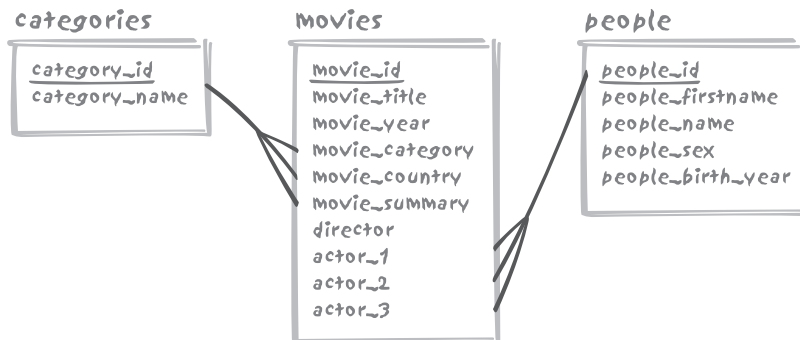 categories
category_id
category_name
movies
movie_id
movie_title
movie_year
movie_category
movie_country
movie_summary
director
actor_1
actor_2
actor_3
people
people_id
people_firstname
people_name
people_sex
people_birth_year